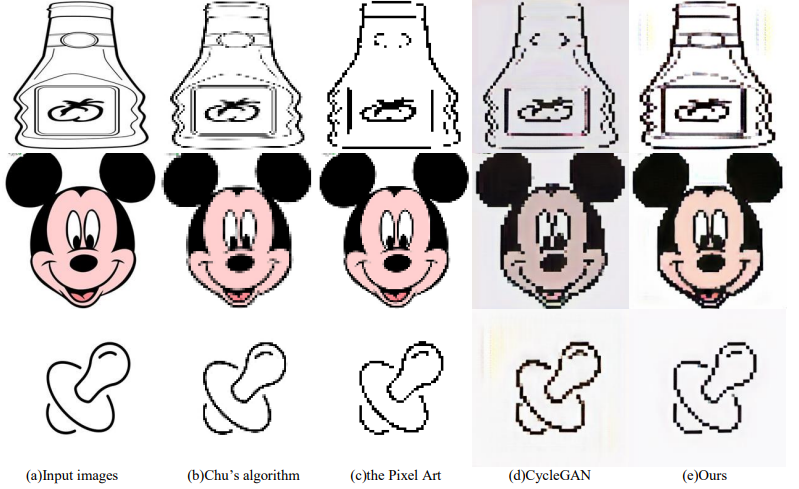 (a)Input images
(b)Chu's algorithm
(c)the Pixel Art
(d)CycleGAN
(e)Ours